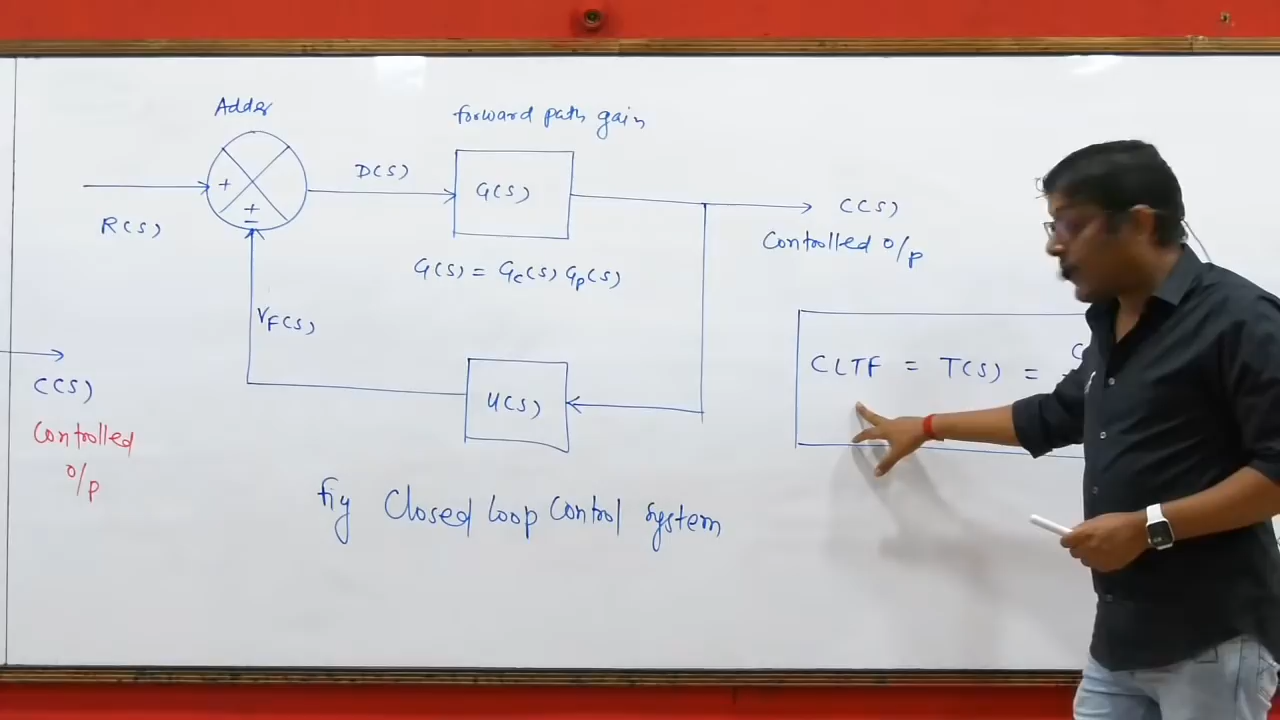 Adder
forward path gain
R(S)
+
+
-
D(S)
G(S)
C(S)
Controlled o/p
G(S) = Gc(S) Gp(S)
VF(S)
H(S)
CLTF = T(S) = C
C(S)
Controlled
o/p
fig Closed Loop Control System